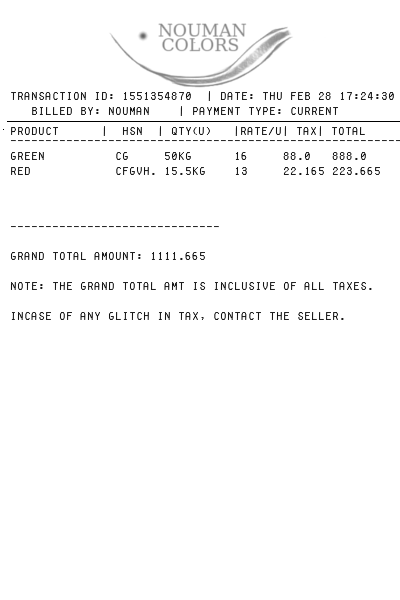 NOUMAN
COLORS
TRANSACTION ID: 1551354870 | DATE: THU FEB 28 17:24:30
BILLED BY: NOUMAN | PAYMENT TYPE: CURRENT
PRODUCT | HSN | QTY(U) |RATE/U| TAX| TOTAL
GREEN CG 50KG 16 88.0 888.0
RED CFGVH. 15.5KG 13 22.165 223.665
------------------------------
GRAND TOTAL AMOUNT: 1111.665
NOTE: THE GRAND TOTAL AMT IS INCLUSIVE OF ALL TAXES.
INCASE OF ANY GLITCH IN TAX, CONTACT THE SELLER.